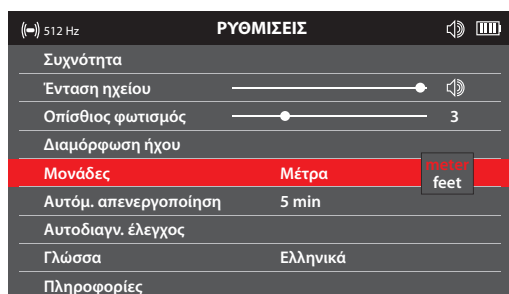 512 Hz ΡΥΘΜΙΣΕΙΣ
Συχνότητα
Ένταση ηχείου
Οπίσθιος φωτισμός 3
Διαμόρφωση ήχου
Μονάδες Μέτρα meter
feet
Αυτόμ. απενεργοποίηση 5 min
Αυτοδιαγν. έλεγχος
Γλώσσα Ελληνικά
Πληροφορίες